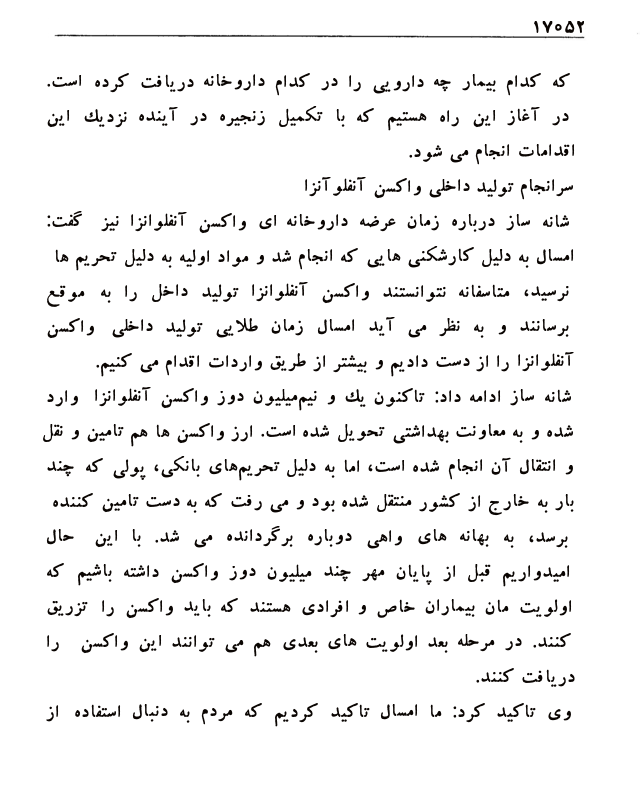 ۱۷۰۵۲
که کدام بیمار چه دارویی را در کدام داروخانه دریافت کرده است.
در آغاز این راه هستیم که با تکمیل زنجیره در آینده نزدیك این
اقدامات انجام می شود.
سرانجام تولید داخلی واکسن آنفلوآنزا
شانه ساز درباره زمان عرضه داروخانه ای واکسن آنفلوانزا نیز گفت:
امسال به دلیل کارشکنی هایی که انجام شد و مواد اولیه به دلیل تحریم ها
نرسید، متاسفانه نتوانستند واکسن آنفلوانزا تولید داخل را به موقع
برسانند و به نظر می آید امسال زمان طلایی تولید داخلی واکسن
آنفلوانزا را از دست دادیم و بیشتر از طریق واردات اقدام می کنیم.
شانه ساز ادامه داد: تاکنون یك و نیم‌میلیون دوز واکسن آنفلوانزا وارد
شده و به معاونت بهداشتی تحویل شده است. ارز واکسن ها هم تامین و نقل
و انتقال آن انجام شده است، اما به دلیل تحریم‌های بانکی، پولی که چند
بار به خارج از کشور منتقل شده بود و می رفت که به دست تامین کننده
برسد، به بهانه های واهی دوباره برگردانده می شد. با این حال
امیدواریم قبل از پایان مهر چند میلیون دوز واکسن داشته باشیم که
اولویت مان بیماران خاص و افرادی هستند که باید واکسن را تزریق
کنند. در مرحله بعد اولویت های بعدی هم می توانند این واکسن را
دریافت کنند.
وی تاکید کرد: ما امسال تاکید کردیم که مردم به دنبال استفاده از